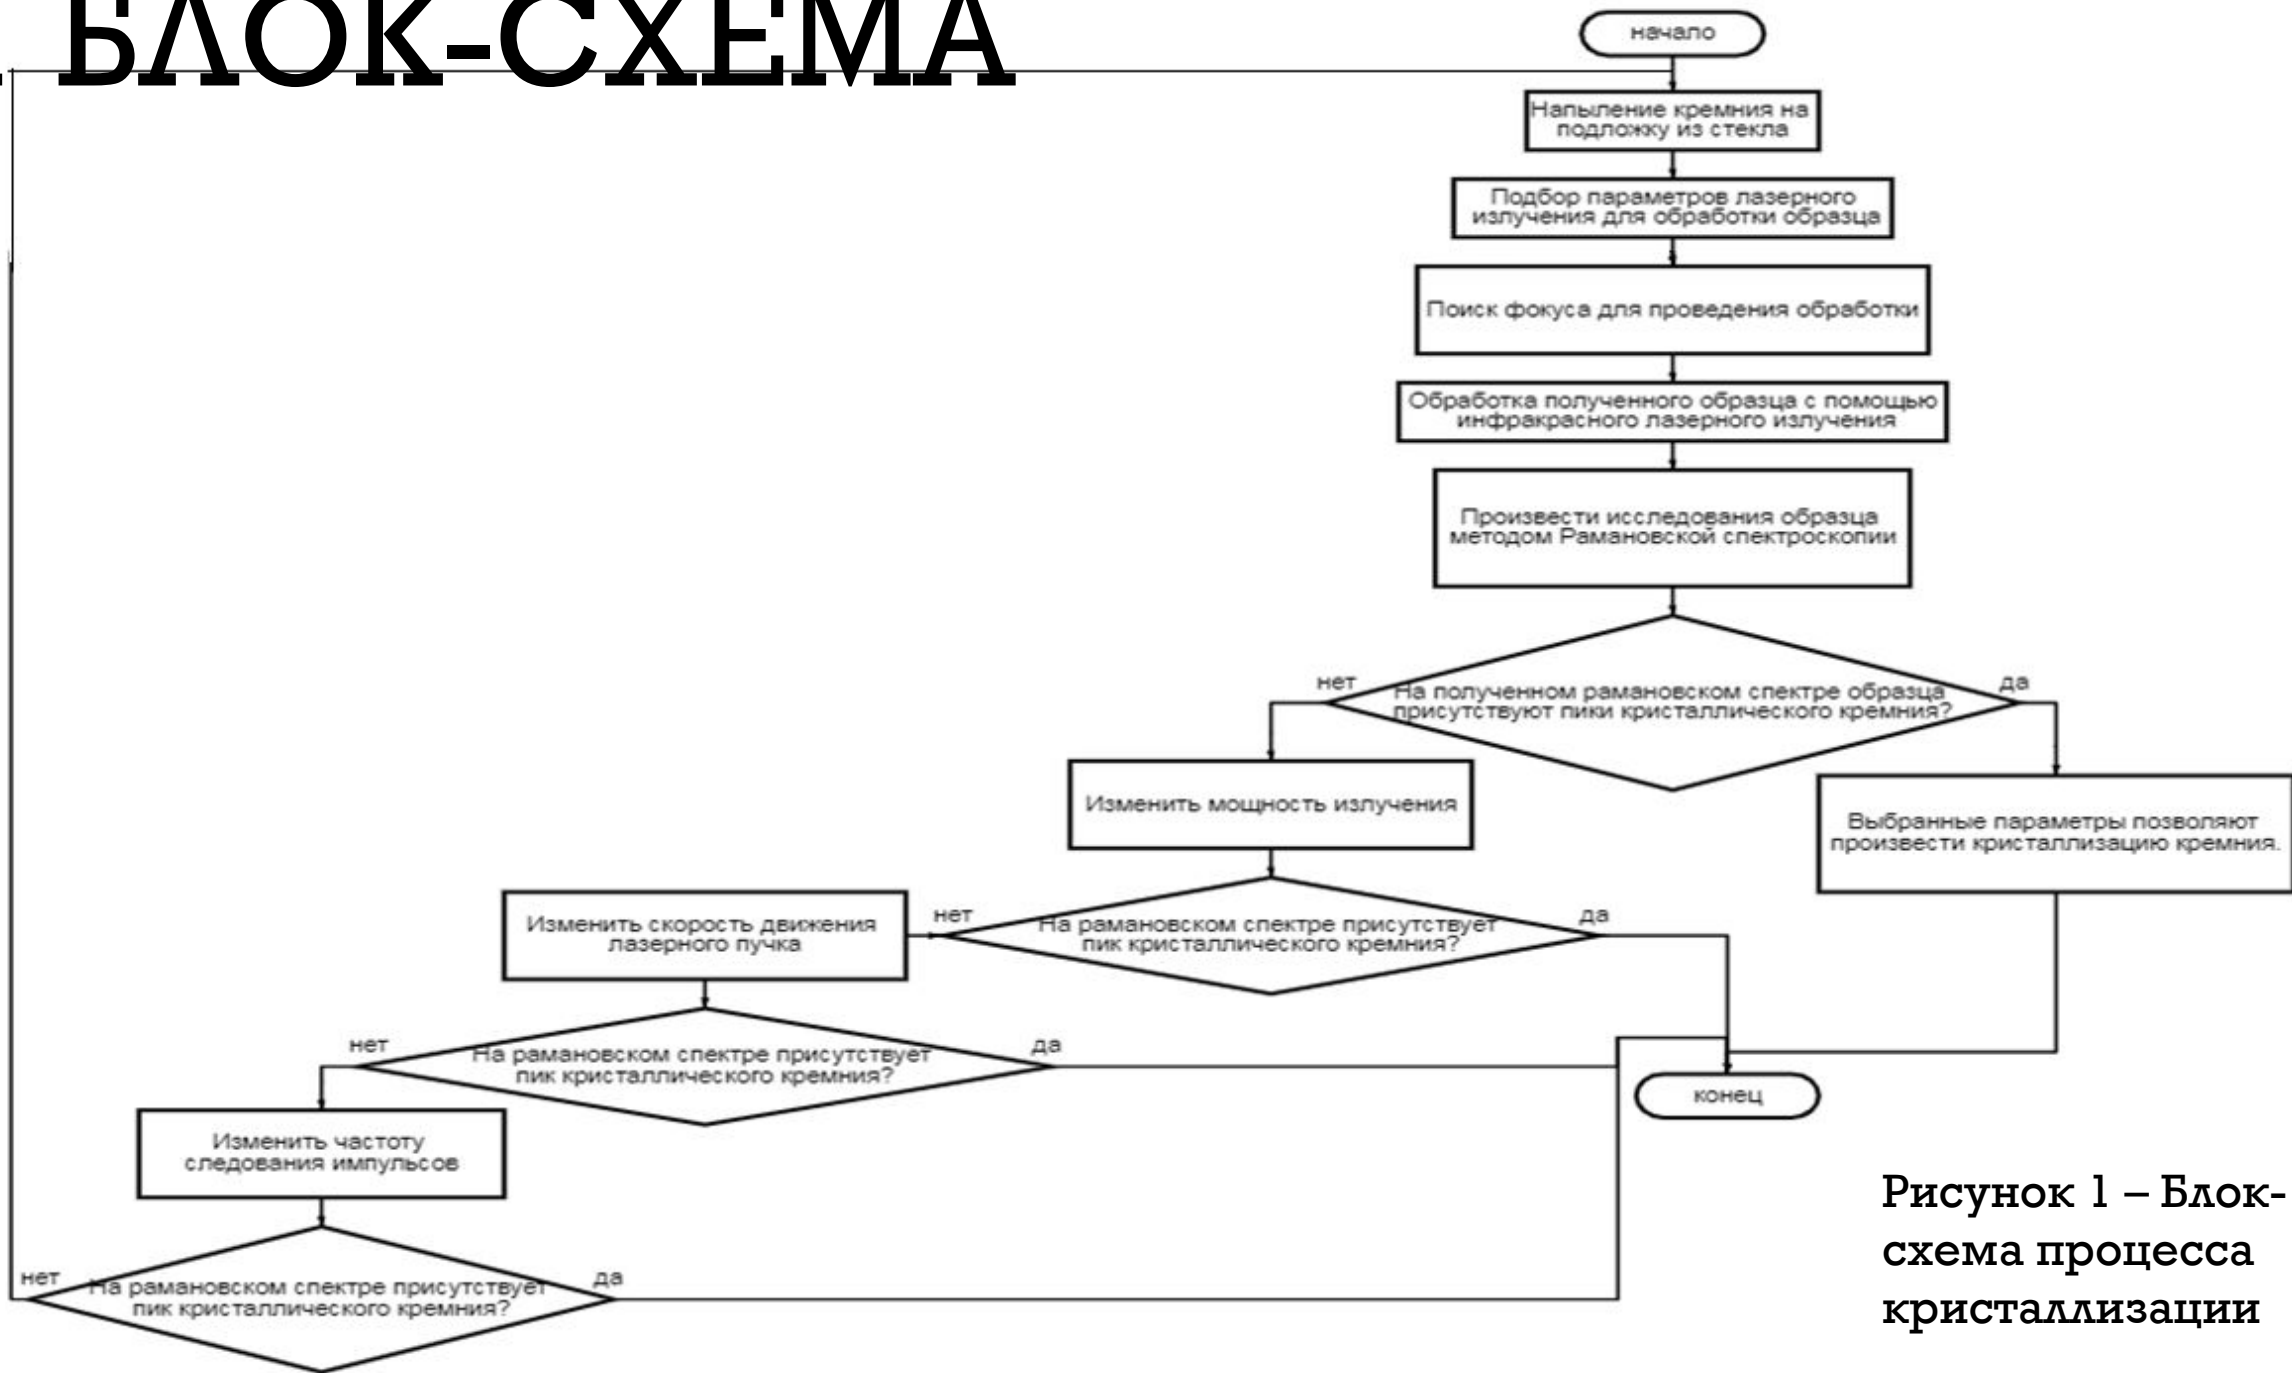 БЛОК-СХЕМА
начало
Напыление кремния на
подложку из стекла
Подбор параметров лазерного
излучения для обработки образца
Поиск фокуса для проведения обработки
Обработка полученного образца с помощью
инфракрасного лазерного излучения
Произвести исследования образца
методом Рамановской спектроскопии
нет
На полученном рамановском спектре образца
присутствуют пики кристаллического кремния?
да
Изменить мощность излучения
Выбранные параметры позволяют
произвести кристаллизацию кремния.
Изменить скорость движения
лазерного пучка
нет
На рамановском спектре присутствует
пик кристаллического кремния?
да
нет
На рамановском спектре присутствует
пик кристаллического кремния?
да
конец
Изменить частоту
следования импульсов
нет
На рамановском спектре присутствует
пик кристаллического кремния?
да
Рисунок 1 – Блок-
схема процесса
кристаллизации